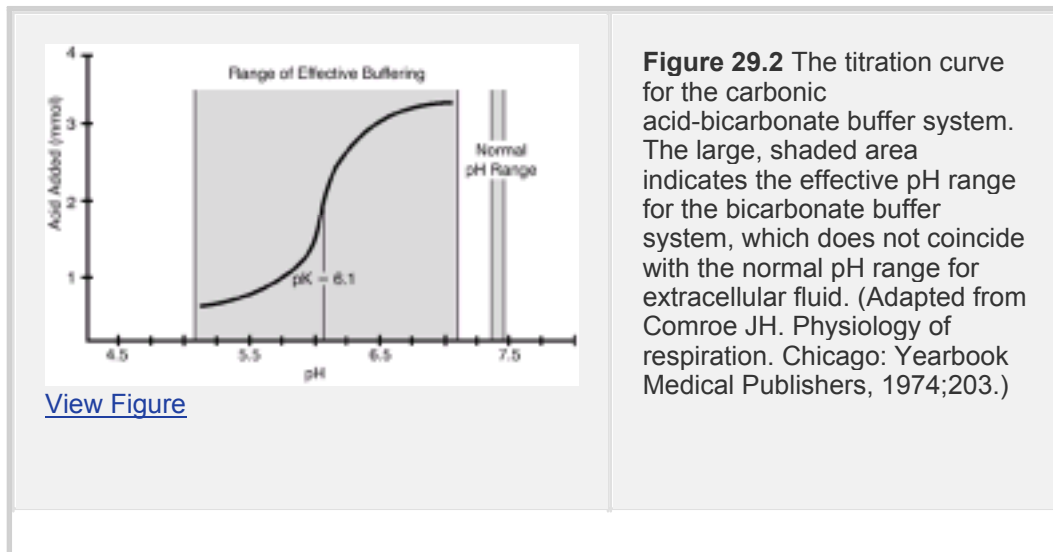 4
Range of Effective Buffering
3
Acid Added (mmol)
Normal
pH Range
2
1
pK = 6.1
4.5 5.5 6.5 7.5
pH
View Figure
Figure 29.2 The titration curve
for the carbonic
acid-bicarbonate buffer system.
The large, shaded area
indicates the effective pH range
for the bicarbonate buffer
system, which does not coincide
with the normal pH range for
extracellular fluid. (Adapted from
Comroe JH. Physiology of
respiration. Chicago: Yearbook
Medical Publishers, 1974;203.)